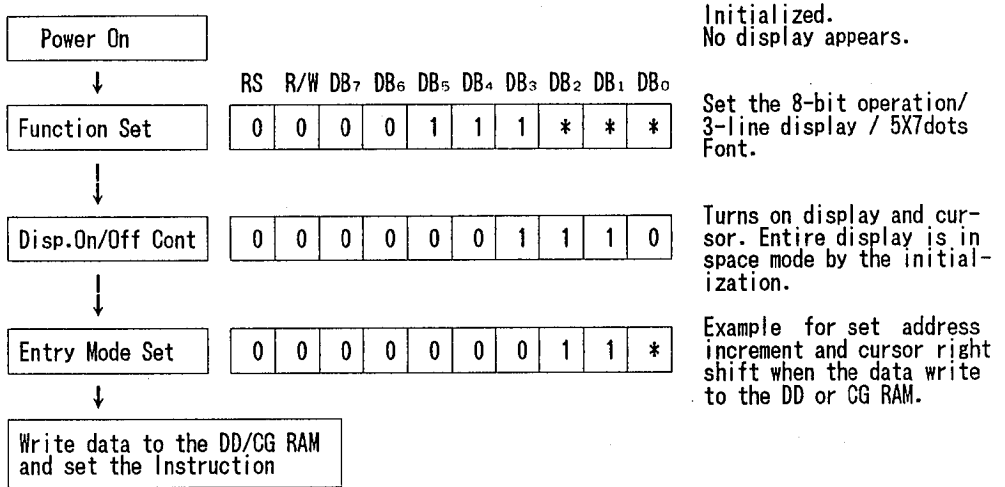 Power On
Initialized.
No display appears.
↓
RS R/W DB₇ DB₆ DB₅ DB₄ DB₃ DB₂ DB₁ DB₀
Function Set
0 0 0 0 1 1 1 * * *
Set the 8-bit operation/
3-line display / 5X7dots
Font.
↓
Disp.On/Off Cont
0 0 0 0 0 0 1 1 1 0
Turns on display and cur-
sor. Entire display is in
space mode by the initial-
ization.
↓
Entry Mode Set
0 0 0 0 0 0 0 1 1 *
Example for set address
increment and cursor right
shift when the data write
to the DD or CG RAM.
↓
Write data to the DD/CG RAM
and set the Instruction